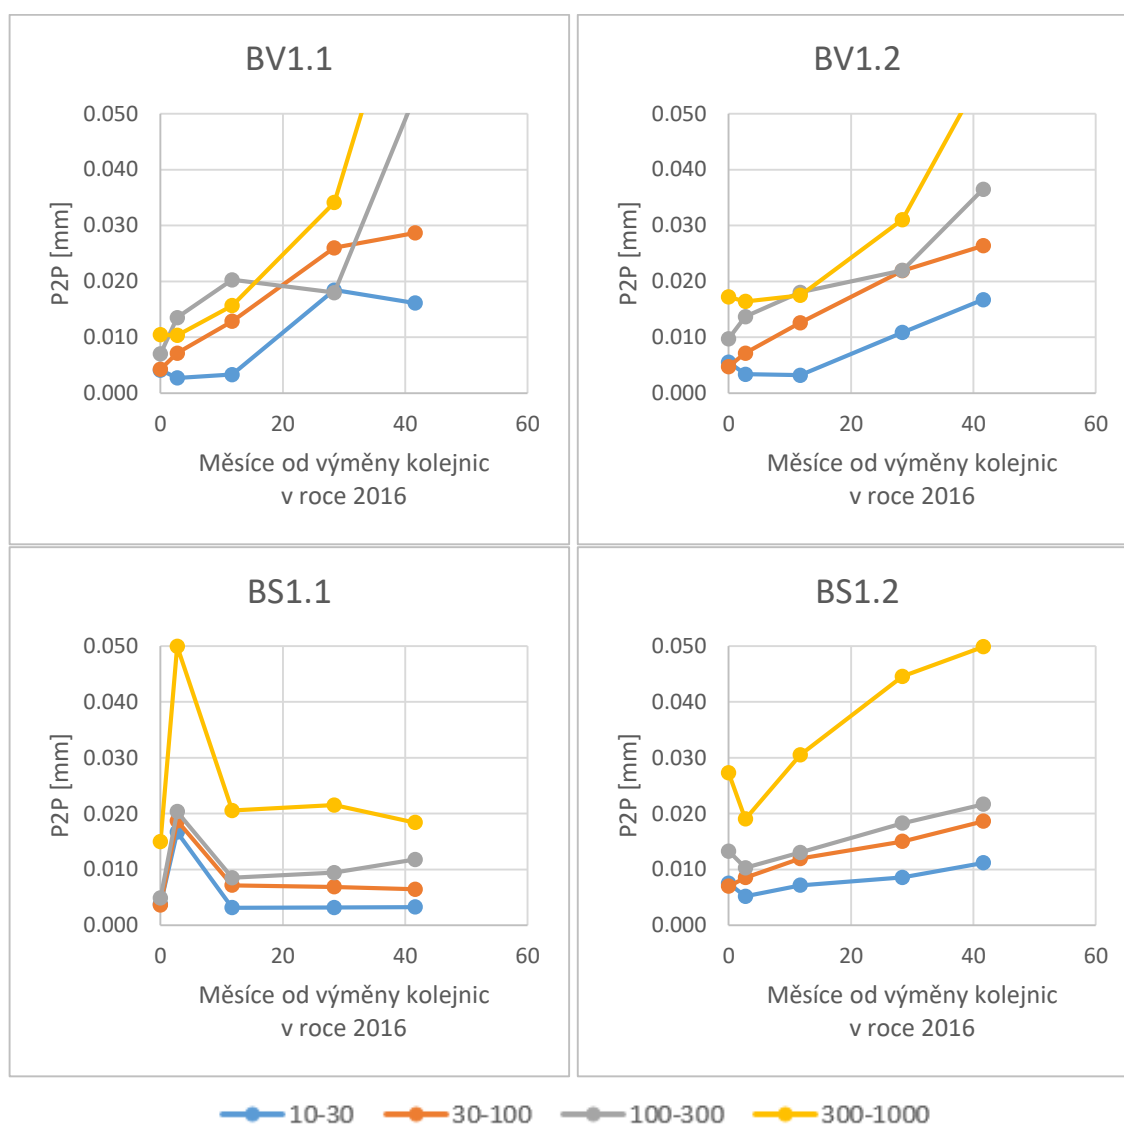 BV1.1
0.050
0.040
0.030
0.020
0.010
0.000
P2P [mm]
0 20 40 60
Měsíce od výměny kolejnic
v roce 2016
BV1.2
0.050
0.040
0.030
0.020
0.010
0.000
P2P [mm]
0 20 40 60
Měsíce od výměny kolejnic
v roce 2016
BS1.1
0.050
0.040
0.030
0.020
0.010
0.000
P2P [mm]
0 20 40 60
Měsíce od výměny kolejnic
v roce 2016
BS1.2
0.050
0.040
0.030
0.020
0.010
0.000
P2P [mm]
0 20 40 60
Měsíce od výměny kolejnic
v roce 2016
10-30 30-100 100-300 300-1000